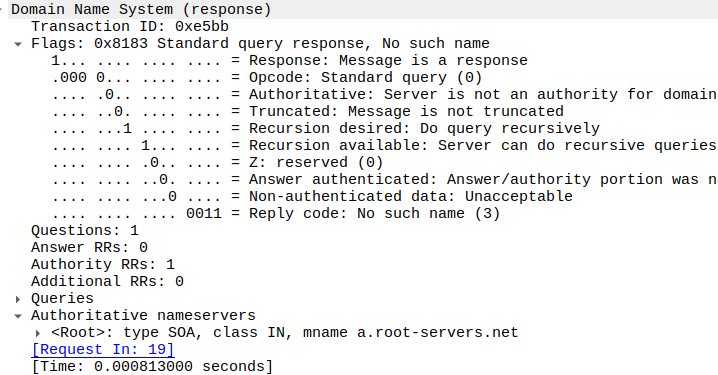 Domain Name System (response)
Transaction ID: 0xe5bb
Flags: 0x8183 Standard query response, No such name
1... .... .... .... = Response: Message is a response
.000 0... .... .... = Opcode: Standard query (0)
.... .0.. .... .... = Authoritative: Server is not an authority for domain
.... ..0. .... .... = Truncated: Message is not truncated
.... ...1 .... .... = Recursion desired: Do query recursively
.... .... 1... .... = Recursion available: Server can do recursive queries
.... .... .0.. .... = Z: reserved (0)
.... .... ..0. .... = Answer authenticated: Answer/authority portion was n
.... .... ...0 .... = Non-authenticated data: Unacceptable
.... .... .... 0011 = Reply code: No such name (3)
Questions: 1
Answer RRs: 0
Authority RRs: 1
Additional RRs: 0
Queries
Authoritative nameservers
<Root>: type SOA, class IN, mname a.root-servers.net
[Request In: 19]
[Time: 0.000813000 seconds]